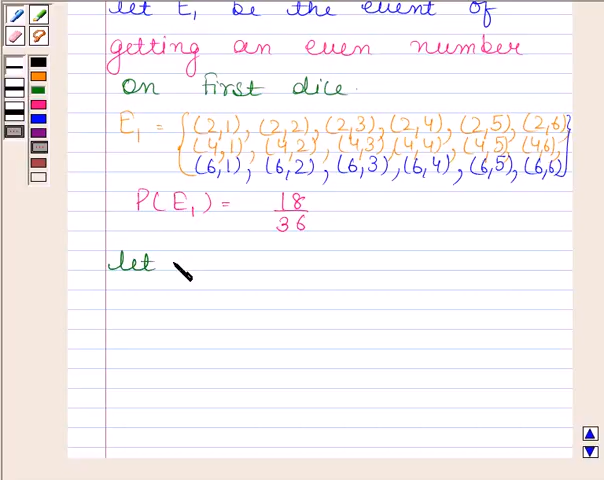 let E₁ be the event of
getting an even number
on first dice.
E₁ = {(2,1), (2,2), (2,3), (2,4), (2,5), (2,6)
(4,1), (4,2), (4,3), (4,4), (4,5), (4,6),
(6,1), (6,2), (6,3), (6,4), (6,5), (6,6)}
P(E₁) = 18/36
let